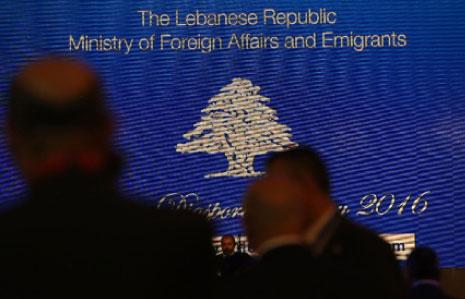 The Lebanese Republic
Ministry of Foreign Affairs and Emigrants
2016